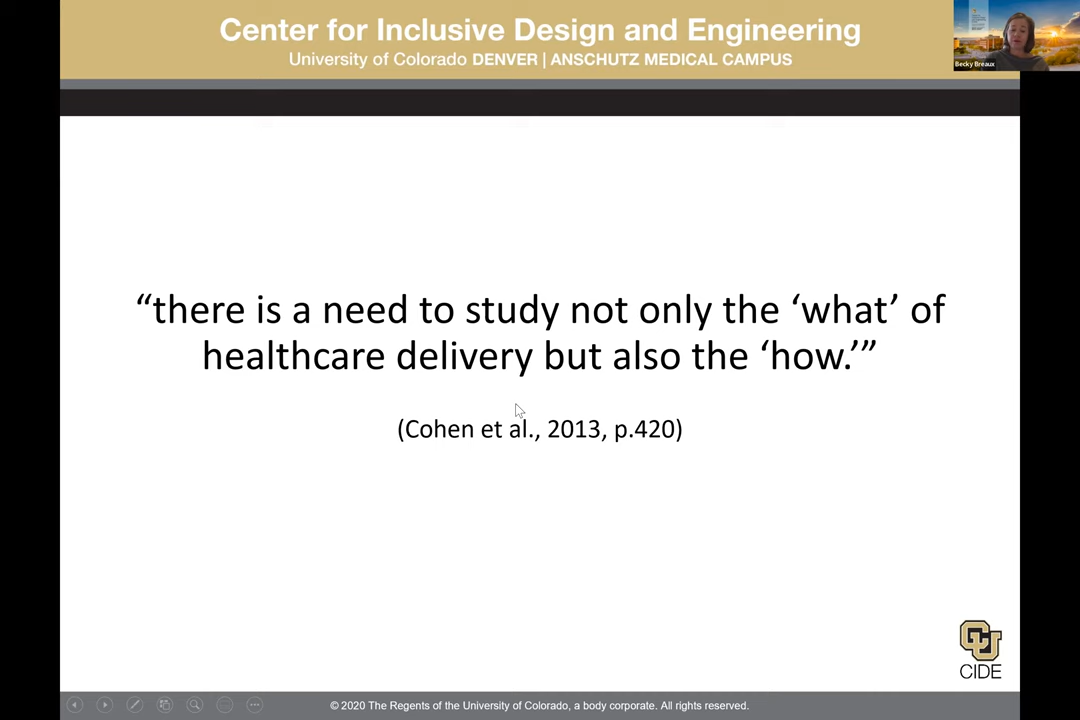 Center for Inclusive Design and Engineering
University of Colorado DENVER | ANSCHUTZ MEDICAL CAMPUS
Becky Breaux
“there is a need to study not only the ‘what’ of
healthcare delivery but also the ‘how.’”
(Cohen et al., 2013, p.420)
CU
CIDE
© 2020 The Regents of the University of Colorado, a body corporate. All rights reserved.